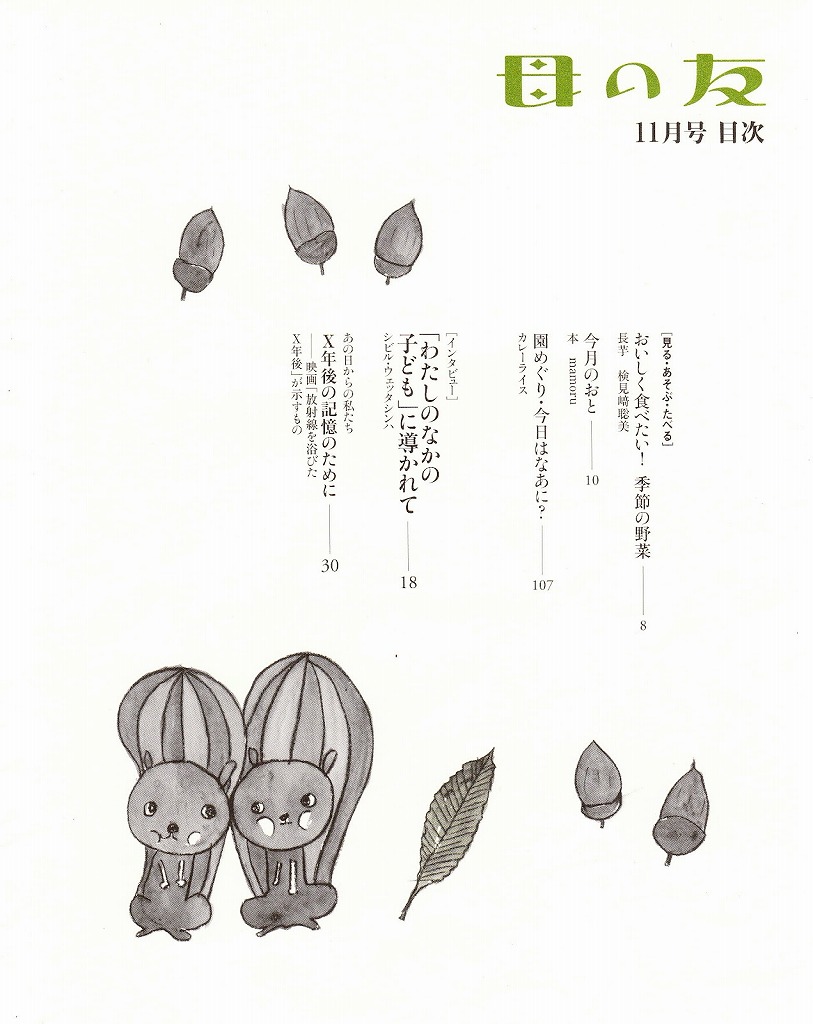 母の友
11月号 目次
[見る・あそぶ・たべる]
おいしく食べたい! 季節の野菜 —— 8
長芋 検見﨑聡美
今月のおと —— 10
本 mamoru
園めぐり・今日はなあに? —— 107
カレーライス
[インタビュー]
「わたしのなかの
子ども」に導かれて —— 18
シビル・ウェッタシンハ
あの日からの私たち
X年後の記憶のために —— 30
——映画「放射線を浴びた
X年後」が示すもの